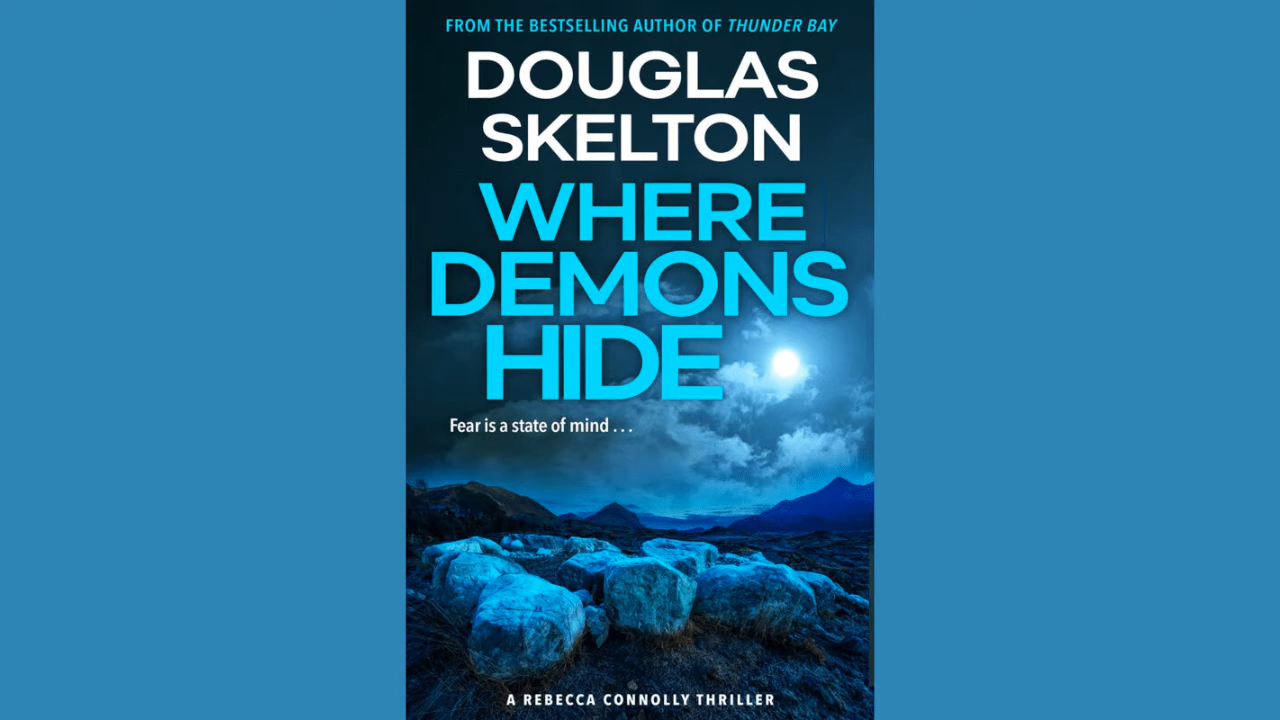 FROM THE BESTSELLING AUTHOR OF THUNDER BAY
DOUGLAS
SKELTON
WHERE
DEMONS
HIDE
Fear is a state of mind . . .
A REBECCA CONNOLLY THRILLER